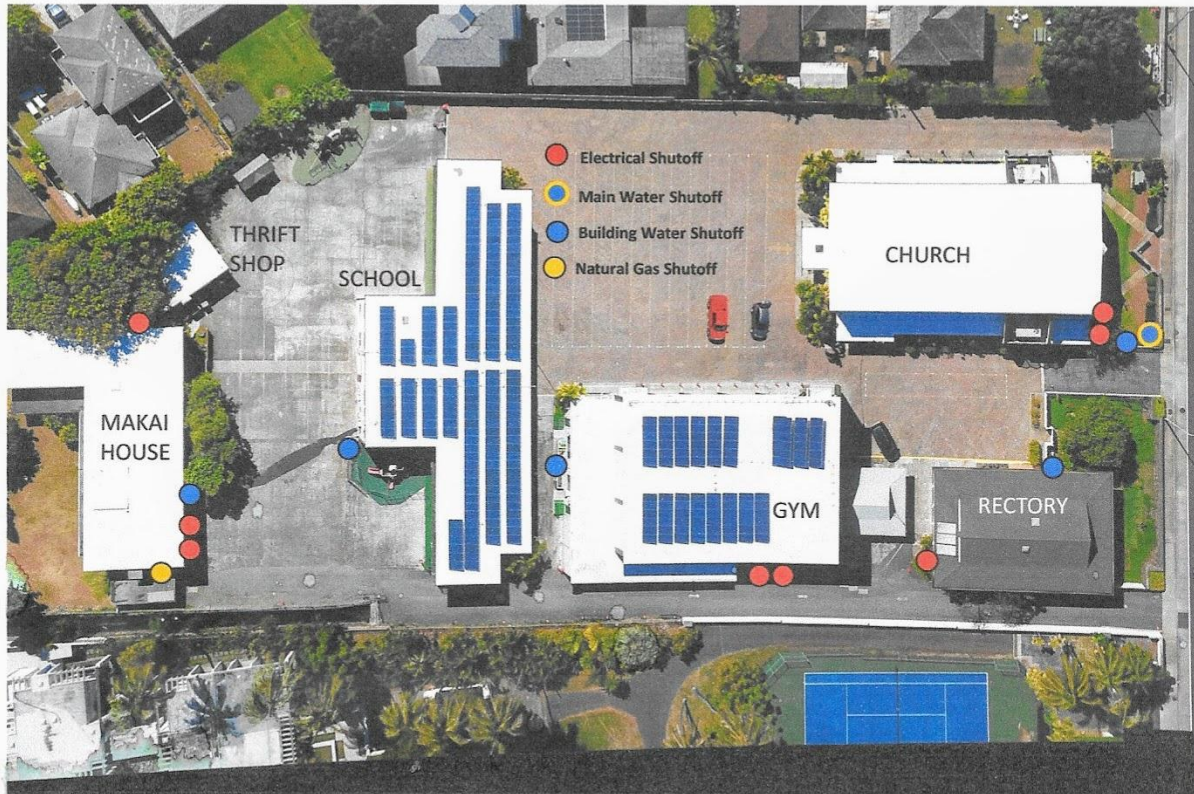 Electrical Shutoff
Main Water Shutoff
Building Water Shutoff
Natural Gas Shutoff
THRIFT
SHOP
SCHOOL
CHURCH
MAKAI
HOUSE
GYM
RECTORY